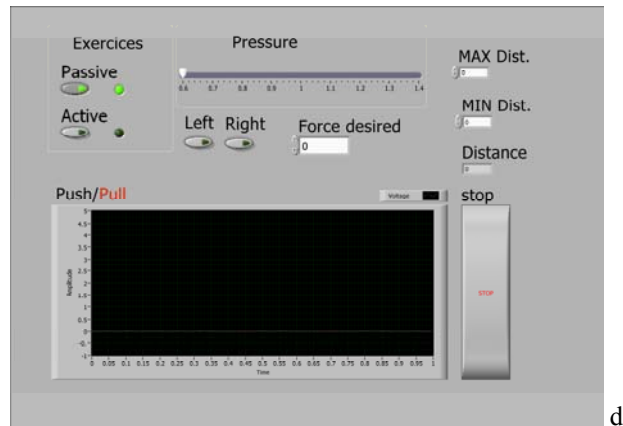 Exercices
Pressure
MAX Dist.
Passive
0
0.6 0.7 0.8 0.9 1 1.1 1.2 1.3 1.4
MIN Dist.
Active
0
Left Right
Force desired
0
Distance
0
Push/Pull
Voltage
stop
5-
4.5-
4-
3.5-
3-
2.5-
2-
1.5-
1-
0.5-
0-
-0.
-1-
Amplitude
0 0.05 0.1 0.15 0.2 0.25 0.3 0.35 0.4 0.45 0.5 0.55 0.6 0.65 0.7 0.75 0.8 0.85 0.9 0.95 1
Time
STOP
d